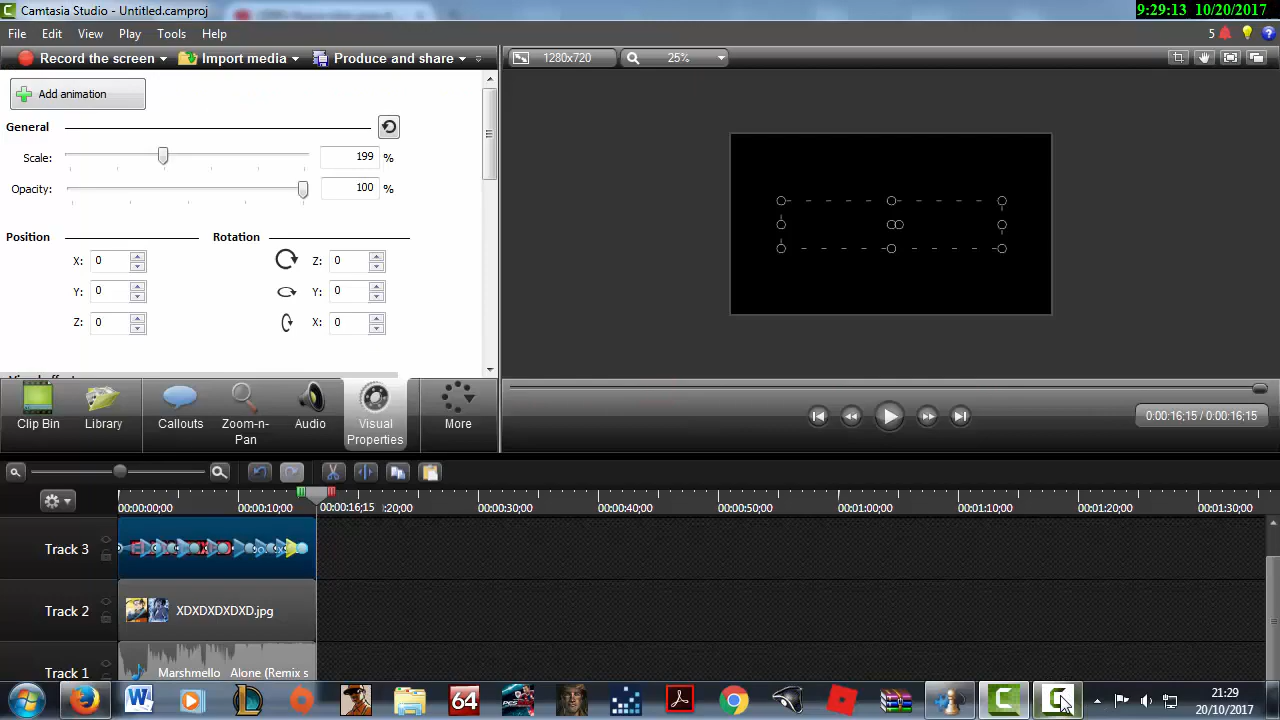 Camtasia Studio - Untitled.camproj
9:29:13 10/20/2017
File Edit View Play Tools Help
5
Record the screen Import media Produce and share
1280x720 25%
Add animation
General
Scale: 199 %
Opacity: 100 %
Position Rotation
X: 0 Z: 0
Y: 0 Y: 0
Z: 0 X: 0
Clip Bin Library Callouts Zoom-n-Pan Audio Visual Properties More
0:00:16;15 / 0:00:16;15
00:00:00;00 00:00:10;00 00:00:16;15 :20;00 00:00:30;00 00:00:40;00 00:00:50;00 00:01:00;00 00:01:10;00 00:01:20;00 00:01:30;00
Track 3
Track 2 XDXDXDXDXD.jpg
Track 1 Marshmello Alone (Remix s
64
21:29
20/10/2017